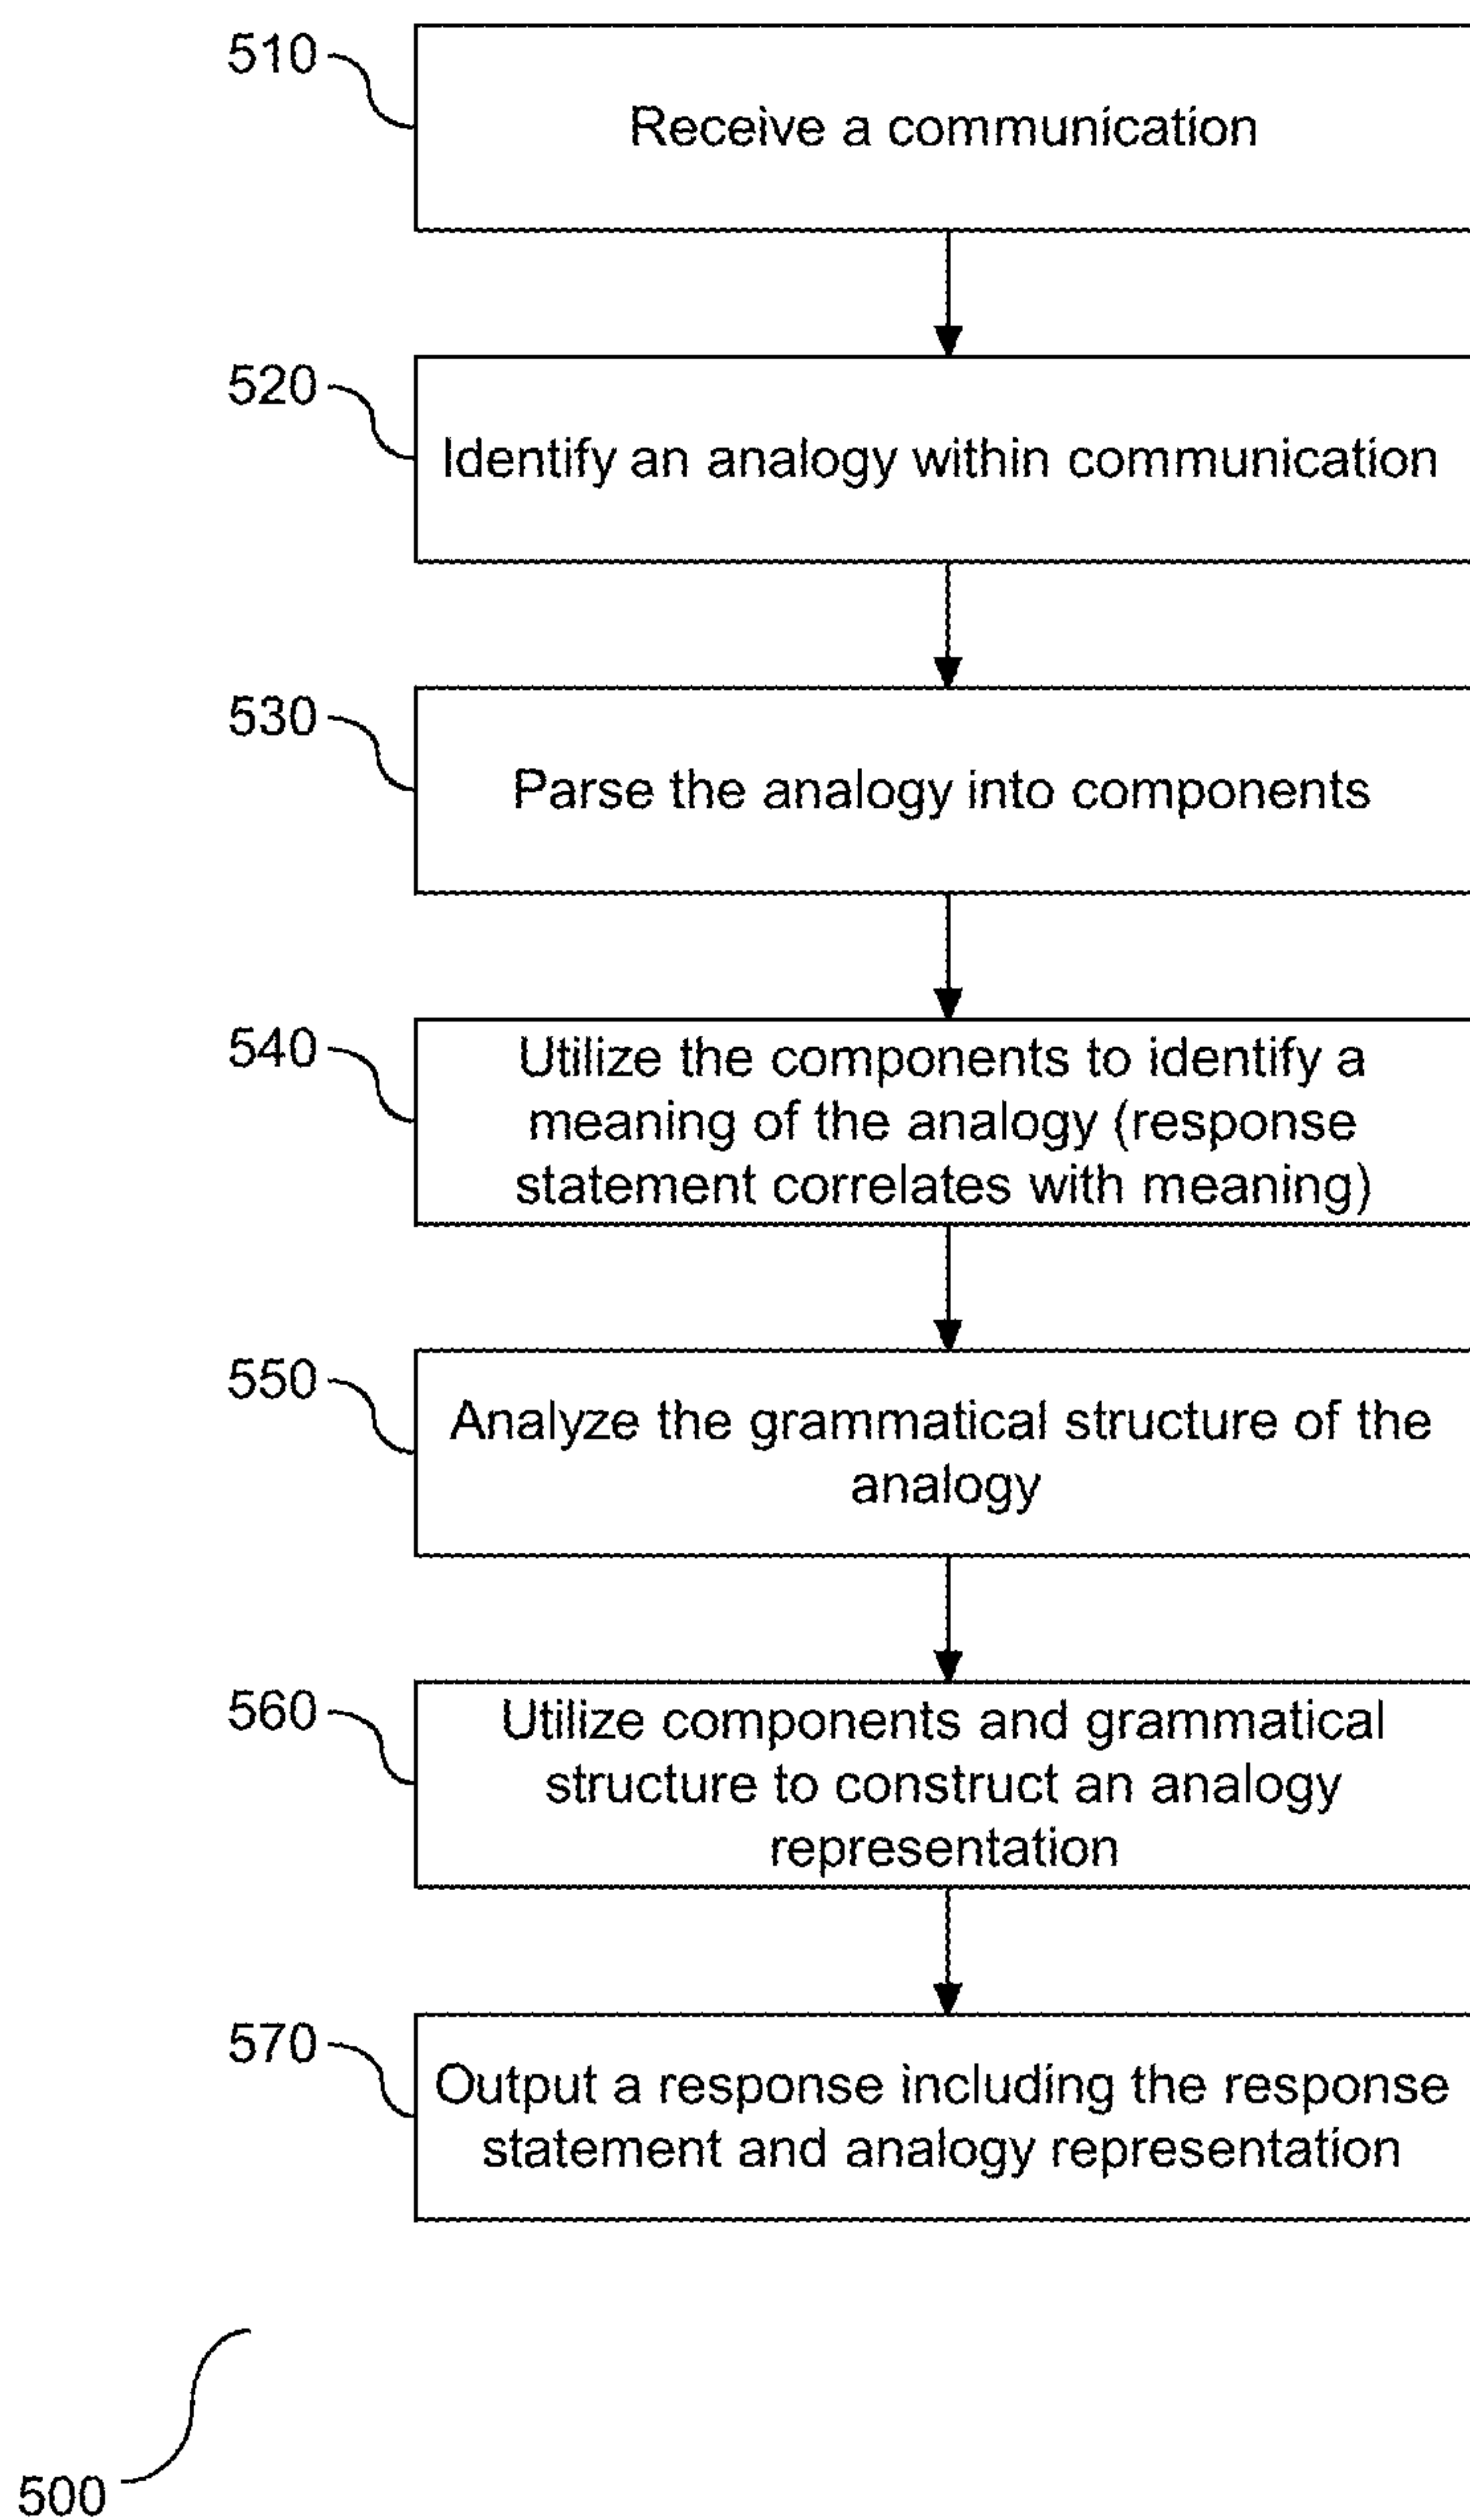 510
Receive a communication
520
Identify an analogy within communication
530
Parse the analogy into components
540
Utilize the components to identify a
meaning of the analogy (response
statement correlates with meaning)
550
Analyze the grammatical structure of the
analogy
560
Utilize components and grammatical
structure to construct an analogy
representation
570
Output a response including the response
statement and analogy representation
500